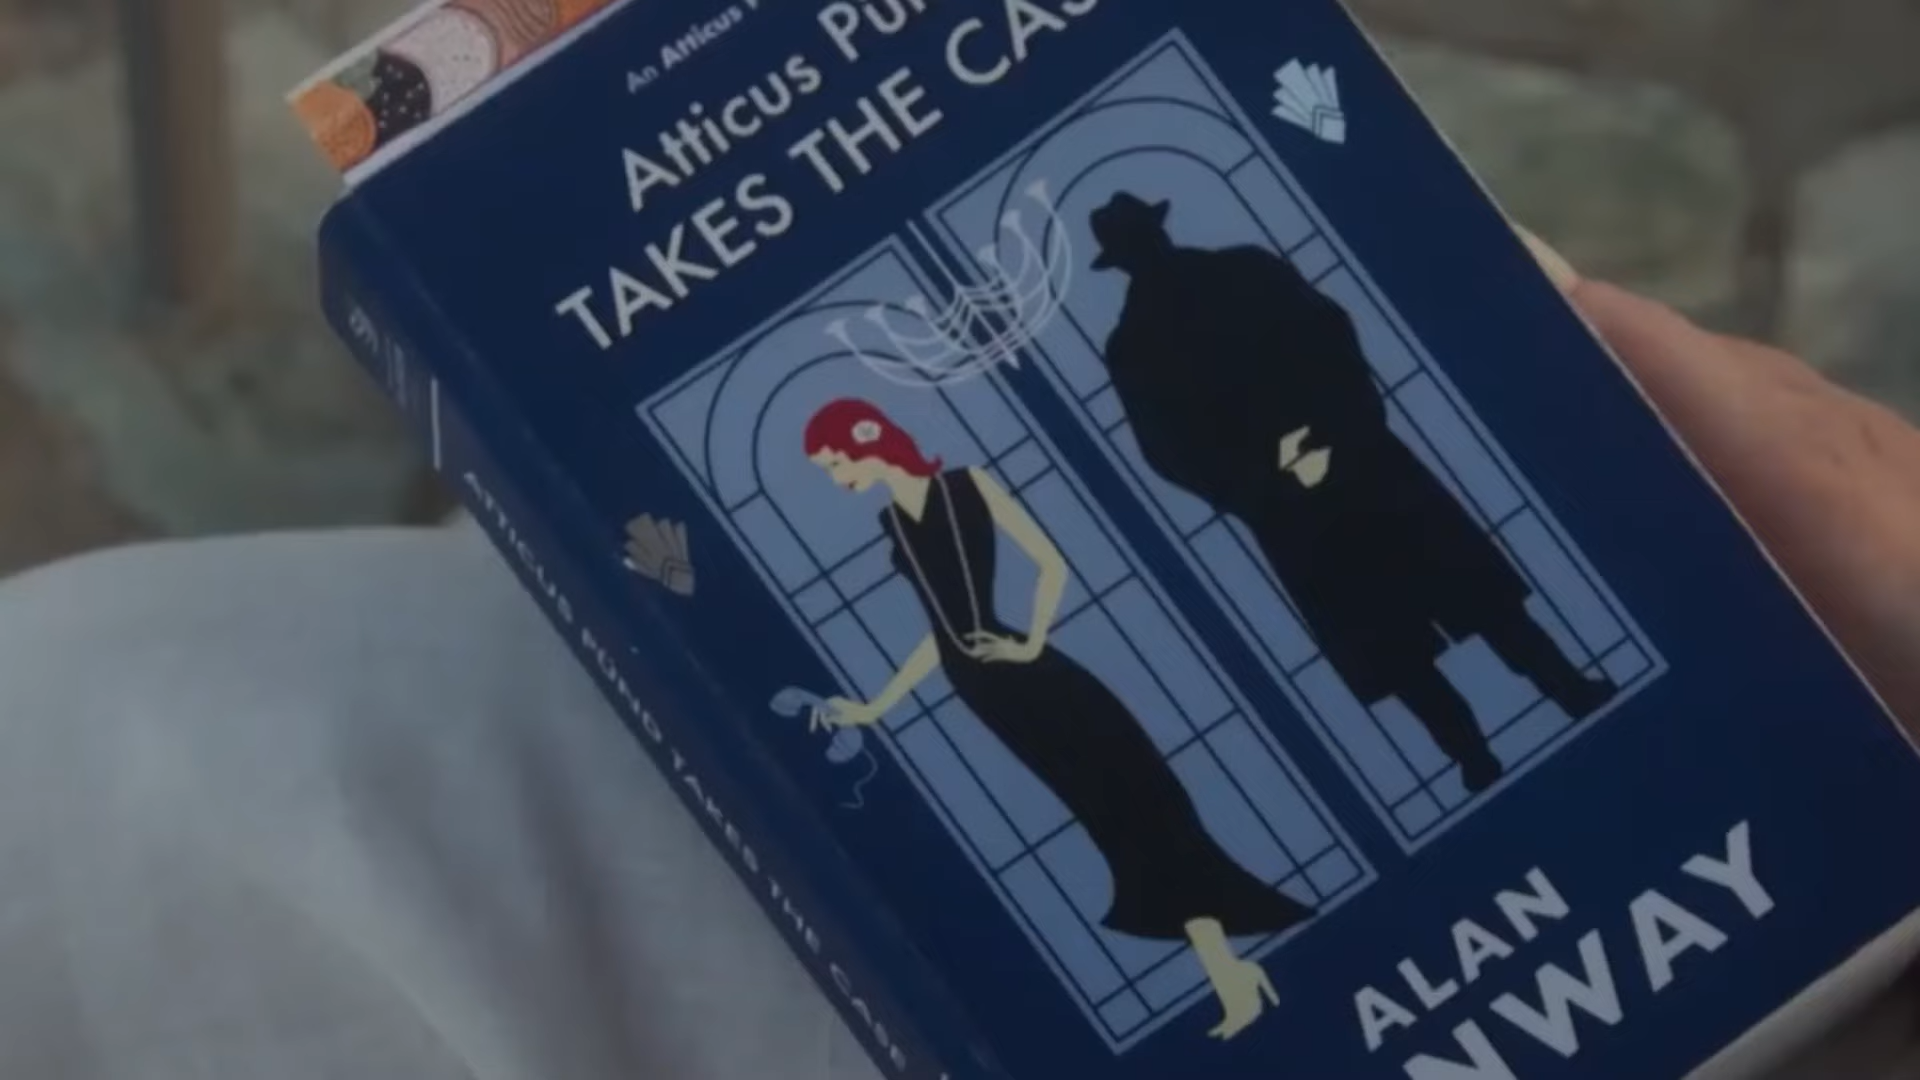 An Atticus
Atticus Pün
TAKES THE CAS
ALAN
NWAY
ATTICUS PÜND TAKES THE CASE